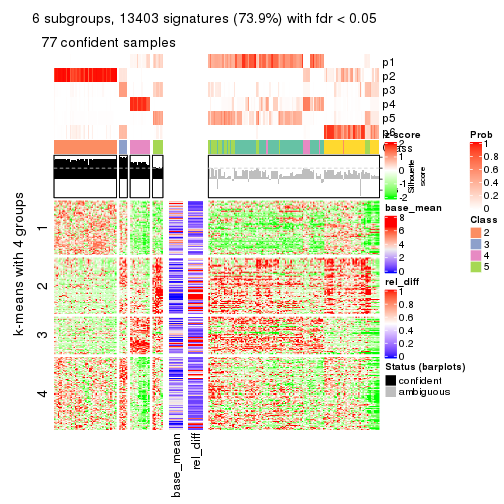 6 subgroups, 13403 signatures (73.9%) with fdr < 0.05
77 confident samples
p1
p2
p3
p4
p5
p6
Class
z-score
2
1
0
-1
-2
Silhouette
score
Prob
1
0.8
0.6
0.4
0.2
0
Class
2
3
4
5
base_mean
8
6
4
2
0
rel_diff
1
0.8
0.6
0.4
0.2
0
Status (barplots)
confident
ambiguous
k-means with 4 groups
1
2
3
4
base_mean
rel_diff